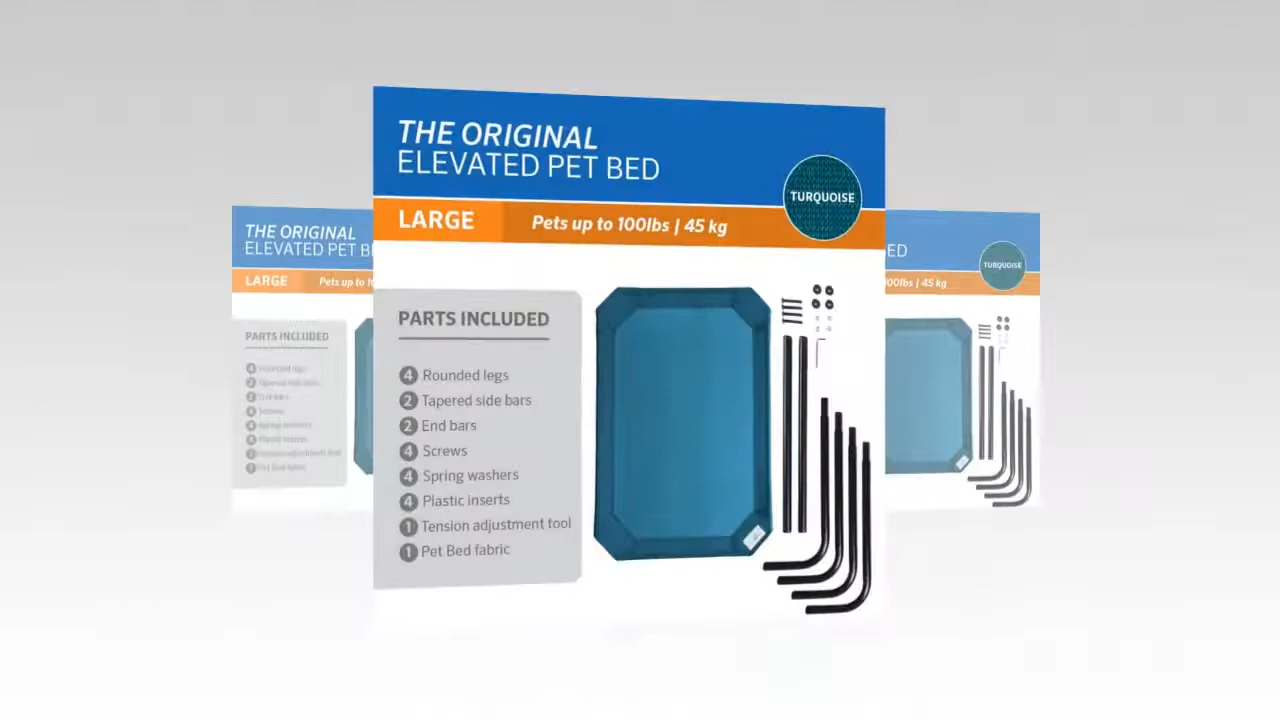 THE ORIGINAL
ELEVATED PET BED
TURQUOISE
LARGE
Pets up to 100lbs | 45 kg
PARTS INCLUDED
4 Rounded legs
2 Tapered side bars
2 End bars
4 Screws
4 Spring washers
4 Plastic inserts
1 Tension adjustment tool
1 Pet Bed fabric
THE ORIGINAL
ELEVATED PET B
LARGE
Pets up to
PARTS INCLUDED
ED
TURQUOISE
100lbs | 45 kg